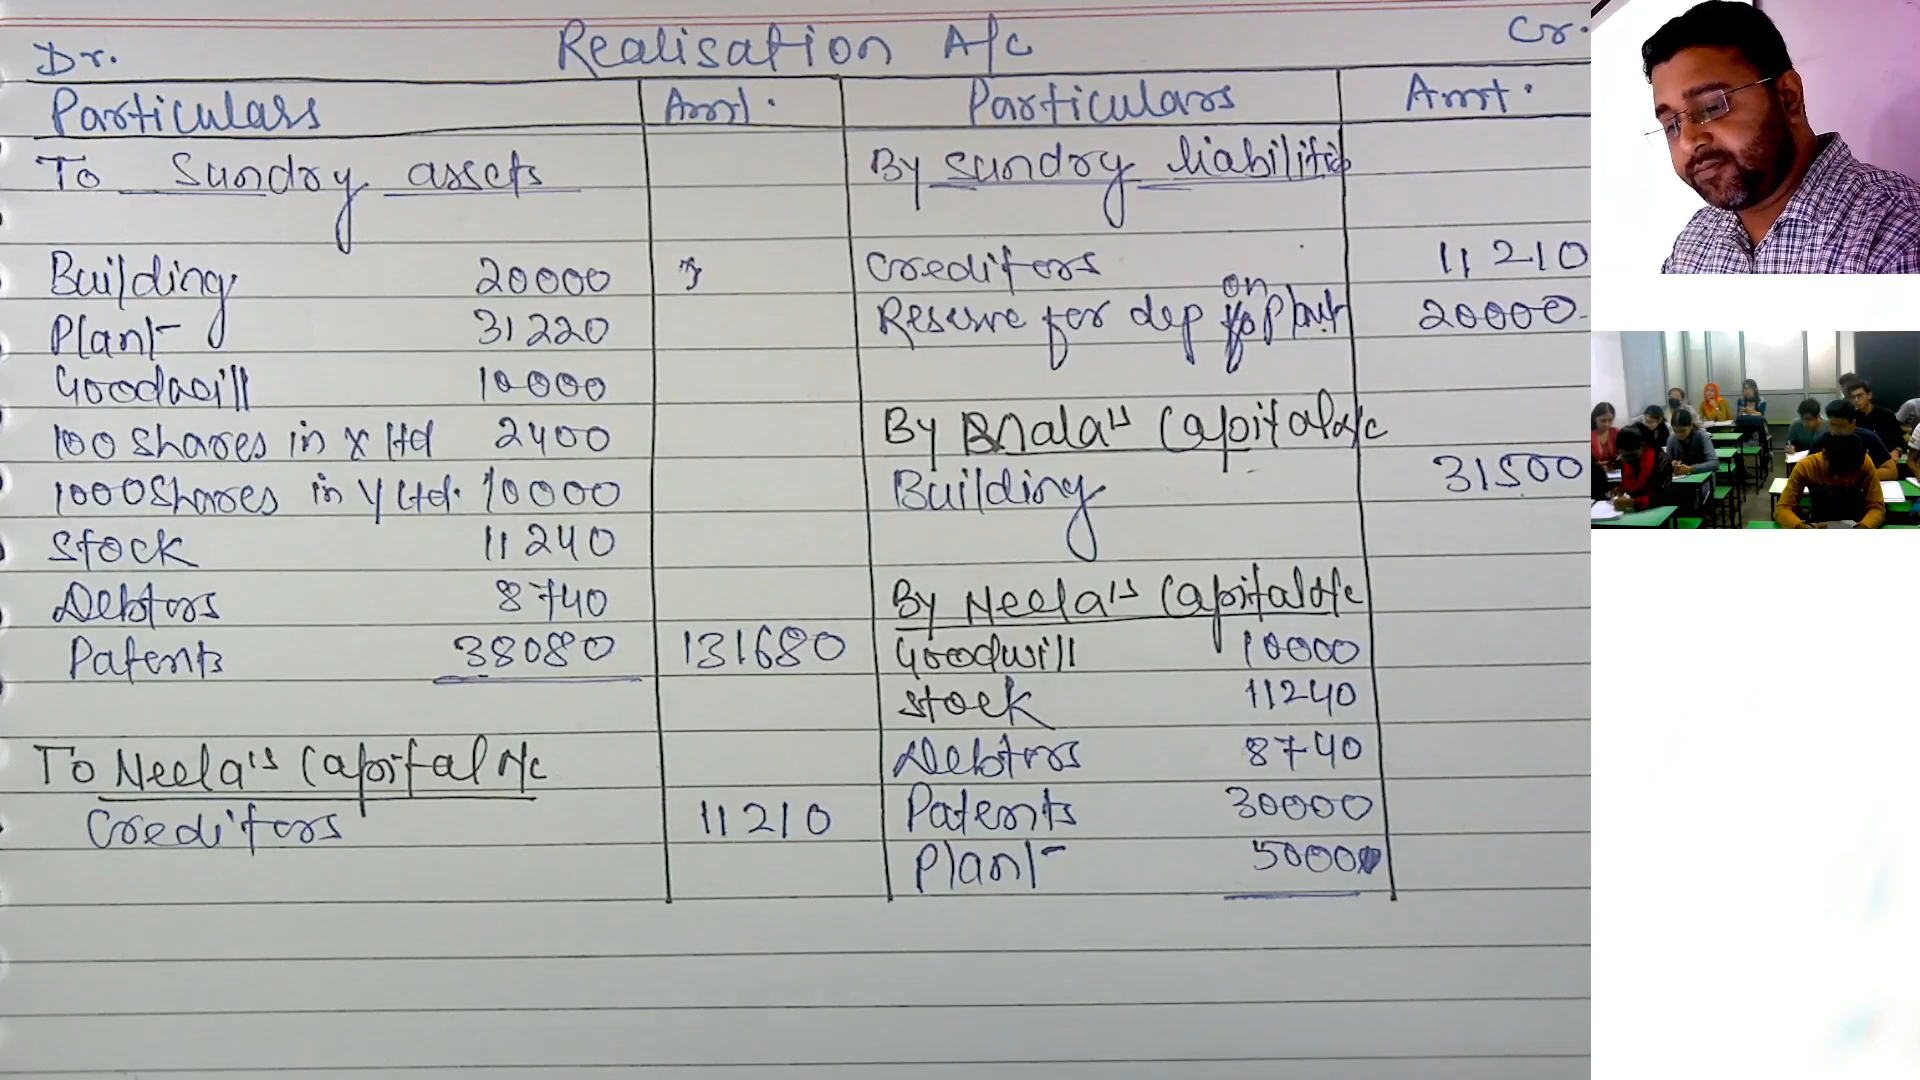 Dr. Realisation A/c Cr.
Particulars Amt. Particulars Amt.
To Sundry assets By Sundry liabilities
Building 20000 Creditors 11210
Plant 31220 Reserve for dep on Plant 20000
Goodwill 10000
100 Shares in X Ltd 2400 By Mala's Capital A/c
1000 Shares in Y Ltd. 10000 Building 31500
Stock 11240
Debtors 8740 By Neela's Capital A/c
Patents 38080 131680 Goodwill 10000
Stock 11240
To Neela's Capital A/c Debtors 8740
Creditors 11210 Patents 30000
Plant 50000